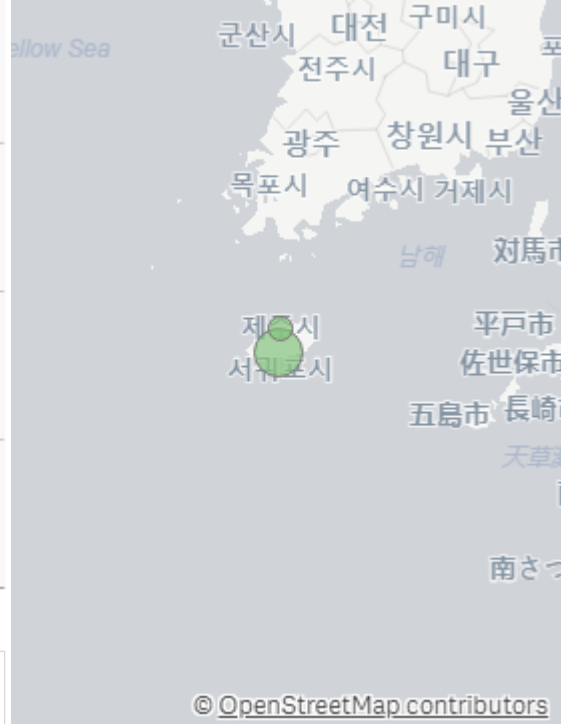 군산시
대전
구미시
ellow Sea
전주시
대구
울산
광주
창원시
부산
목포시
여수시
거제시
남해
対馬市
제주시
平戸市
서귀포시
佐世保市
五島市
長崎
天草
南さつ
© OpenStreetMap contributors